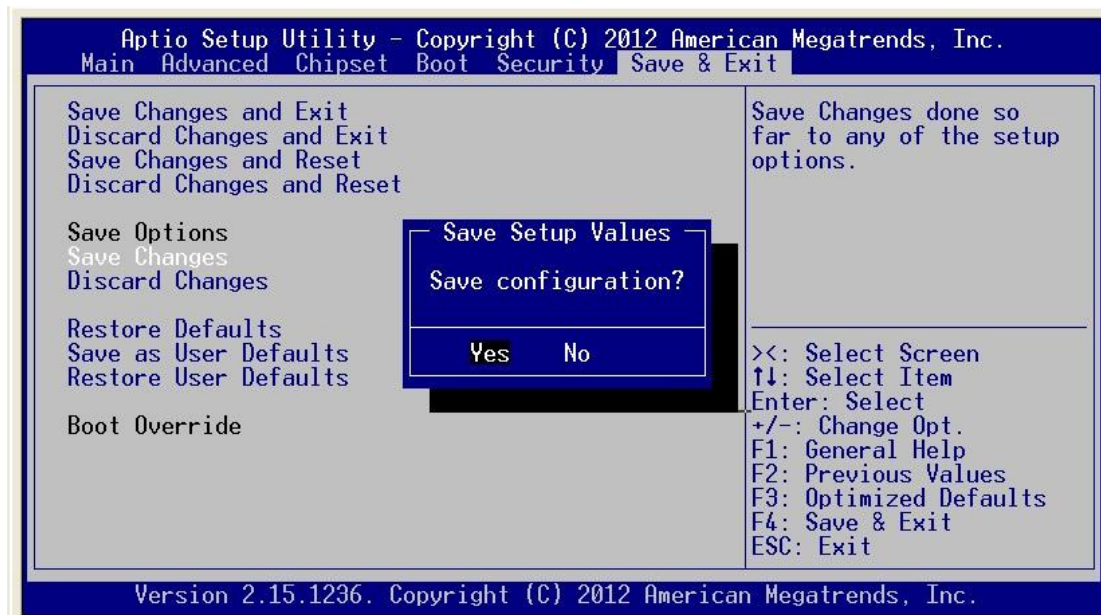 Aptio Setup Utility - Copyright (C) 2012 American Megatrends, Inc.
Main Advanced Chipset Boot Security Save & Exit
Save Changes and Exit
Discard Changes and Exit
Save Changes and Reset
Discard Changes and Reset
Save Options
Save Changes
Discard Changes
Restore Defaults
Save as User Defaults
Restore User Defaults
Boot Override
Save Setup Values
Save configuration?
Yes No
Save Changes done so
far to any of the setup
options.
><: Select Screen
↑↓: Select Item
Enter: Select
+/-: Change Opt.
F1: General Help
F2: Previous Values
F3: Optimized Defaults
F4: Save & Exit
ESC: Exit
Version 2.15.1236. Copyright (C) 2012 American Megatrends, Inc.